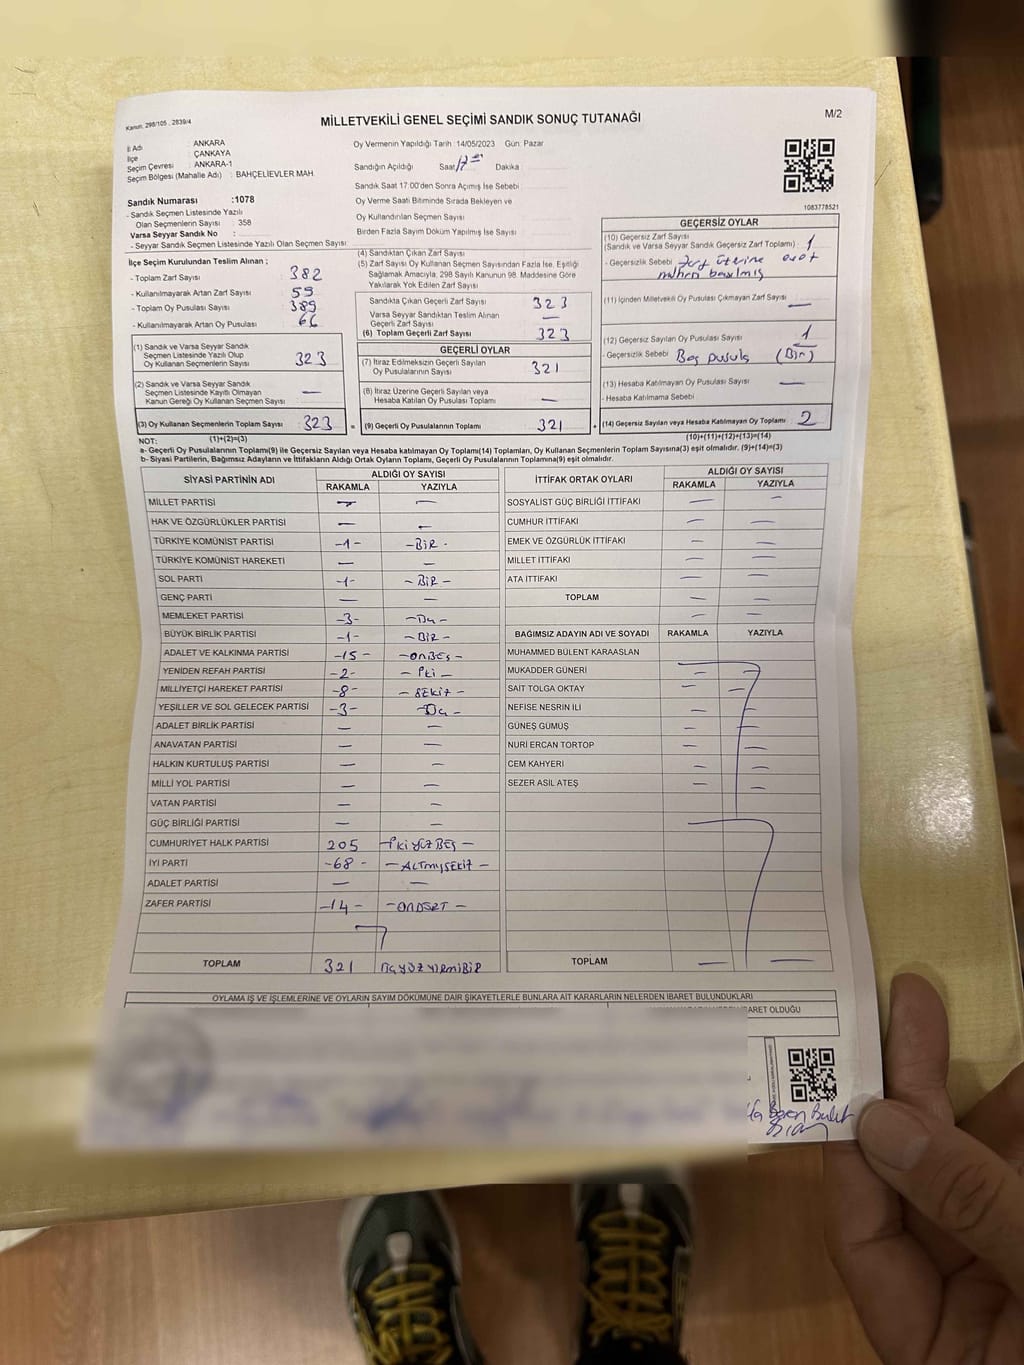 Kanun: 298/105 , 2839/4
MİLLETVEKİLİ GENEL SEÇİMİ SANDIK SONUÇ TUTANAĞI
M/2
İl Adı : ANKARA
İlçe : ÇANKAYA
Seçim Çevresi : ANKARA-1
Seçim Bölgesi (Mahalle Adı) : BAHÇELİEVLER MAH.
Oy Vermenin Yapıldığı Tarih 14/05/2023 Gün: Pazar
Sandığın Açıldığı Saat 17 Dakika
Sandık Saat 17:00'den Sonra Açılmış İse Sebebi
Oy Verme Saati Bitiminde Sırada Bekleyen ve
Oy Kullandırılan Seçmen Sayısı
Birden Fazla Sayım Döküm Yapılmış İse Sayısı
1083778521
Sandık Numarası :1078
- Sandık Seçmen Listesinde Yazılı
Olan Seçmenlerin Sayısı : 358
Varsa Seyyar Sandık No :
- Seyyar Sandık Seçmen Listesinde Yazılı Olan Seçmen Sayısı:
İlçe Seçim Kurulundan Teslim Alınan ;
- Toplam Zarf Sayısı 382
- Kullanılmayarak Artan Zarf Sayısı 59
- Toplam Oy Pusulası Sayısı 389
- Kullanılmayarak Artan Oy Pusulası 66
(1) Sandık ve Varsa Seyyar Sandık
Seçmen Listesinde Yazılı Olup
Oy Kullanan Seçmenlerin Sayısı 323
(2) Sandık ve Varsa Seyyar Sandık
Seçmen Listesinde Kayıtlı Olmayan
Kanun Gereği Oy Kullanan Seçmen Sayısı —
(3) Oy Kullanan Seçmenlerin Toplam Sayısı 323
(4) Sandıktan Çıkan Zarf Sayısı
(5) Zarf Sayısı Oy Kullanan Seçmen Sayısından Fazla İse, Eşitliği
Sağlamak Amacıyla, 298 Sayılı Kanunun 98. Maddesine Göre
Yakılarak Yok Edilen Zarf Sayısı
Sandıkta Çıkan Geçerli Zarf Sayısı 323
Varsa Seyyar Sandıktan Teslim Alınan
Geçerli Zarf Sayısı —
(6) Toplam Geçerli Zarf Sayısı 323
GEÇERLİ OYLAR
(7) İtiraz Edilmeksizin Geçerli Sayılan
Oy Pusulalarının Sayısı 321
(8) İtiraz Üzerine Geçerli Sayılan veya
Hesaba Katılan Oy Pusulası Toplamı —
= (9) Geçerli Oy Pusulalarının Toplamı 321
GEÇERSİZ OYLAR
(10) Geçersiz Zarf Sayısı
(Sandık ve Varsa Seyyar Sandık Geçersiz Zarf Toplamı) 1
- Geçersizlik Sebebi Zarf üzerine evet
mührü basılmış
(11) İçinden Milletvekili Oy Pusulası Çıkmayan Zarf Sayısı —
(12) Geçersiz Sayılan Oy Pusulası Sayısı 1
- Geçersizlik Sebebi Boş pusula (Bir)
(13) Hesaba Katılmayan Oy Pusulası Sayısı —
- Hesaba Katılmama Sebebi
+ (14) Geçersiz Sayılan veya Hesaba Katılmayan Oy Toplamı 2
NOT: (1)+(2)=(3)
(10)+(11)+(12)+(13)=(14)
a- Geçerli Oy Pusulalarının Toplamı(9) ile Geçersiz Sayılan veya Hesaba katılmayan Oy Toplamı(14) Toplamları, Oy Kullanan Seçmenlerin Toplam Sayısına(3) eşit olmalıdır. (9)+(14)=(3)
b- Siyasi Partilerin, Bağımsız Adayların ve İttifakların Aldığı Oyların Toplamı, Geçerli Oy Pusulalarının Toplamına(9) eşit olmalıdır.
SİYASİ PARTİNİN ADI ALDIĞI OY SAYISI
RAKAMLA YAZIYLA
MİLLET PARTİSİ — —
HAK VE ÖZGÜRLÜKLER PARTİSİ — —
TÜRKİYE KOMÜNİST PARTİSİ -1- -BİR-
TÜRKİYE KOMÜNİST HAREKETİ — —
SOL PARTİ -1- -BİR-
GENÇ PARTİ — —
MEMLEKET PARTİSİ -3- -Üç-
BÜYÜK BİRLİK PARTİSİ -1- -BİR-
ADALET VE KALKINMA PARTİSİ -15- -ONBEŞ-
YENİDEN REFAH PARTİSİ -2- -İKİ-
MİLLİYETÇİ HAREKET PARTİSİ -8- -SEKİZ-
YEŞİLLER VE SOL GELECEK PARTİSİ -3- -Üç-
ADALET BİRLİK PARTİSİ — —
ANAVATAN PARTİSİ — —
HALKIN KURTULUŞ PARTİSİ — —
MİLLİ YOL PARTİSİ — —
VATAN PARTİSİ — —
GÜÇ BİRLİĞİ PARTİSİ — —
CUMHURİYET HALK PARTİSİ 205 -İKİ YÜZ BEŞ-
İYİ PARTİ -68- -ALTMIŞSEKİZ-
ADALET PARTİSİ — —
ZAFER PARTİSİ -14- -ONDÖRT-
TOPLAM 321 ÜÇYÜZ YİRMİBİR
İTTİFAK ORTAK OYLARI ALDIĞI OY SAYISI
RAKAMLA YAZIYLA
SOSYALİST GÜÇ BİRLİĞİ İTTİFAKI — —
CUMHUR İTTİFAKI — —
EMEK VE ÖZGÜRLÜK İTTİFAKI — —
MİLLET İTTİFAKI — —
ATA İTTİFAKI — —
TOPLAM — —
BAĞIMSIZ ADAYIN ADI VE SOYADI RAKAMLA YAZIYLA
MUHAMMED BÜLENT KARAASLAN
MUKADDER GÜNERİ
SAİT TOLGA OKTAY — —
NEFİSE NESRİN İLİ — —
GÜNEŞ GÜMÜŞ — —
NURİ ERCAN TORTOP — —
CEM KAHYERİ — —
SEZER ASİL ATEŞ — —
TOPLAM — —
OYLAMA İŞ VE İŞLEMLERİNE VE OYLARIN SAYIM DÖKÜMÜNE DAİR ŞİKAYETLERLE BUNLARA AİT KARARLARIN NELERDEN İBARET BULUNDUKLARI
BARET OLDUĞU